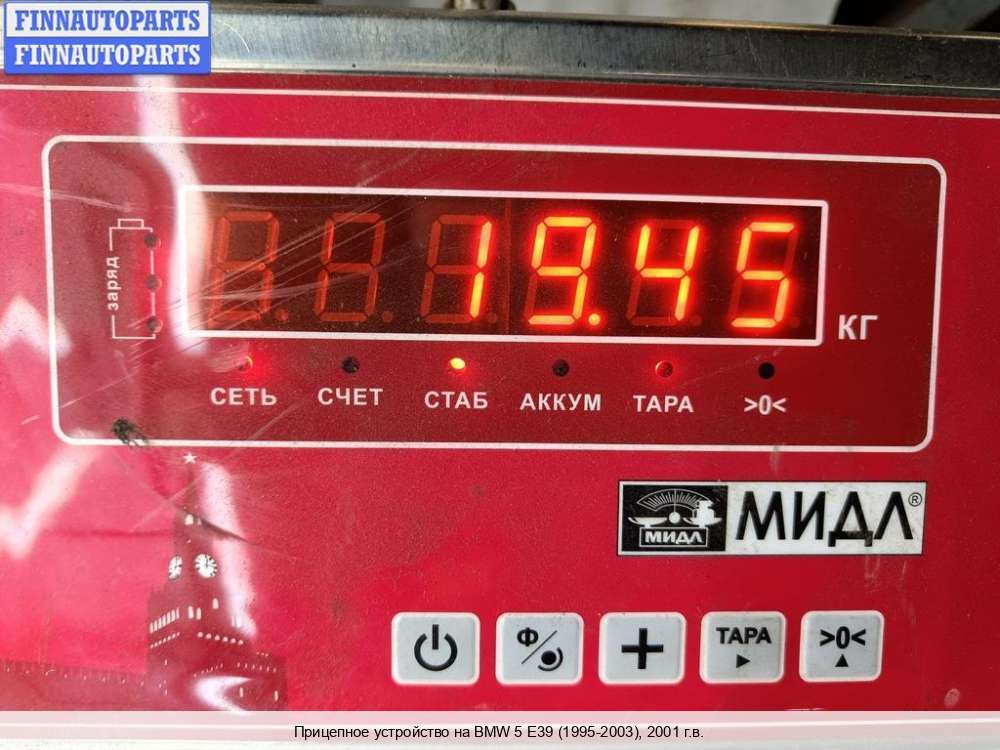 FINNAUTOPARTS
FINNAUTOPARTS
заряд
19.45
КГ
СЕТЬ СЧЕТ СТАБ АККУМ ТАРА >0<
МИДЛ МИДЛ®
Ф ТАРА >0<
Прицепное устройство на BMW 5 E39 (1995-2003), 2001 г.в.